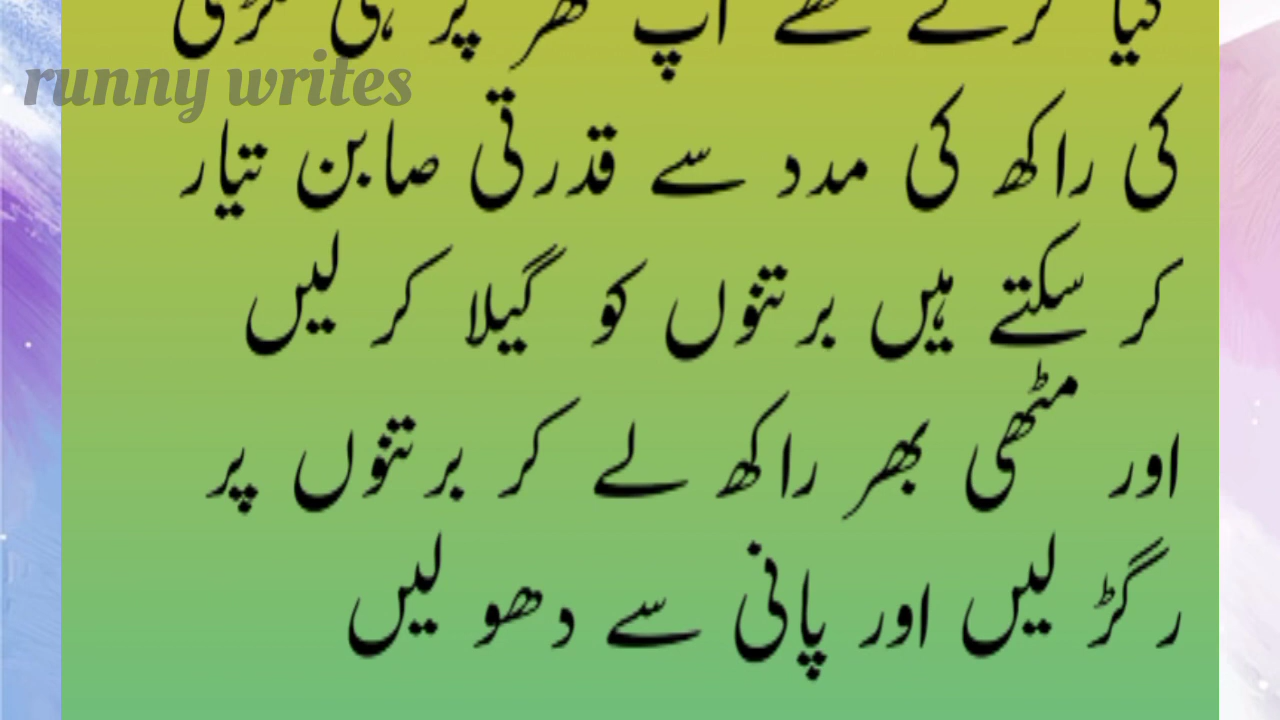 کیا کرتے تھے آپ گھر پر ہی لکڑی
runny writes
کی راکھ کی مدد سے قدرتی صابن تیار
کر سکتے ہیں برتنوں کو گیلا کر لیں
اور مٹھی بھر راکھ لے کر برتنوں پر
رگڑ لیں اور پانی سے دھو لیں